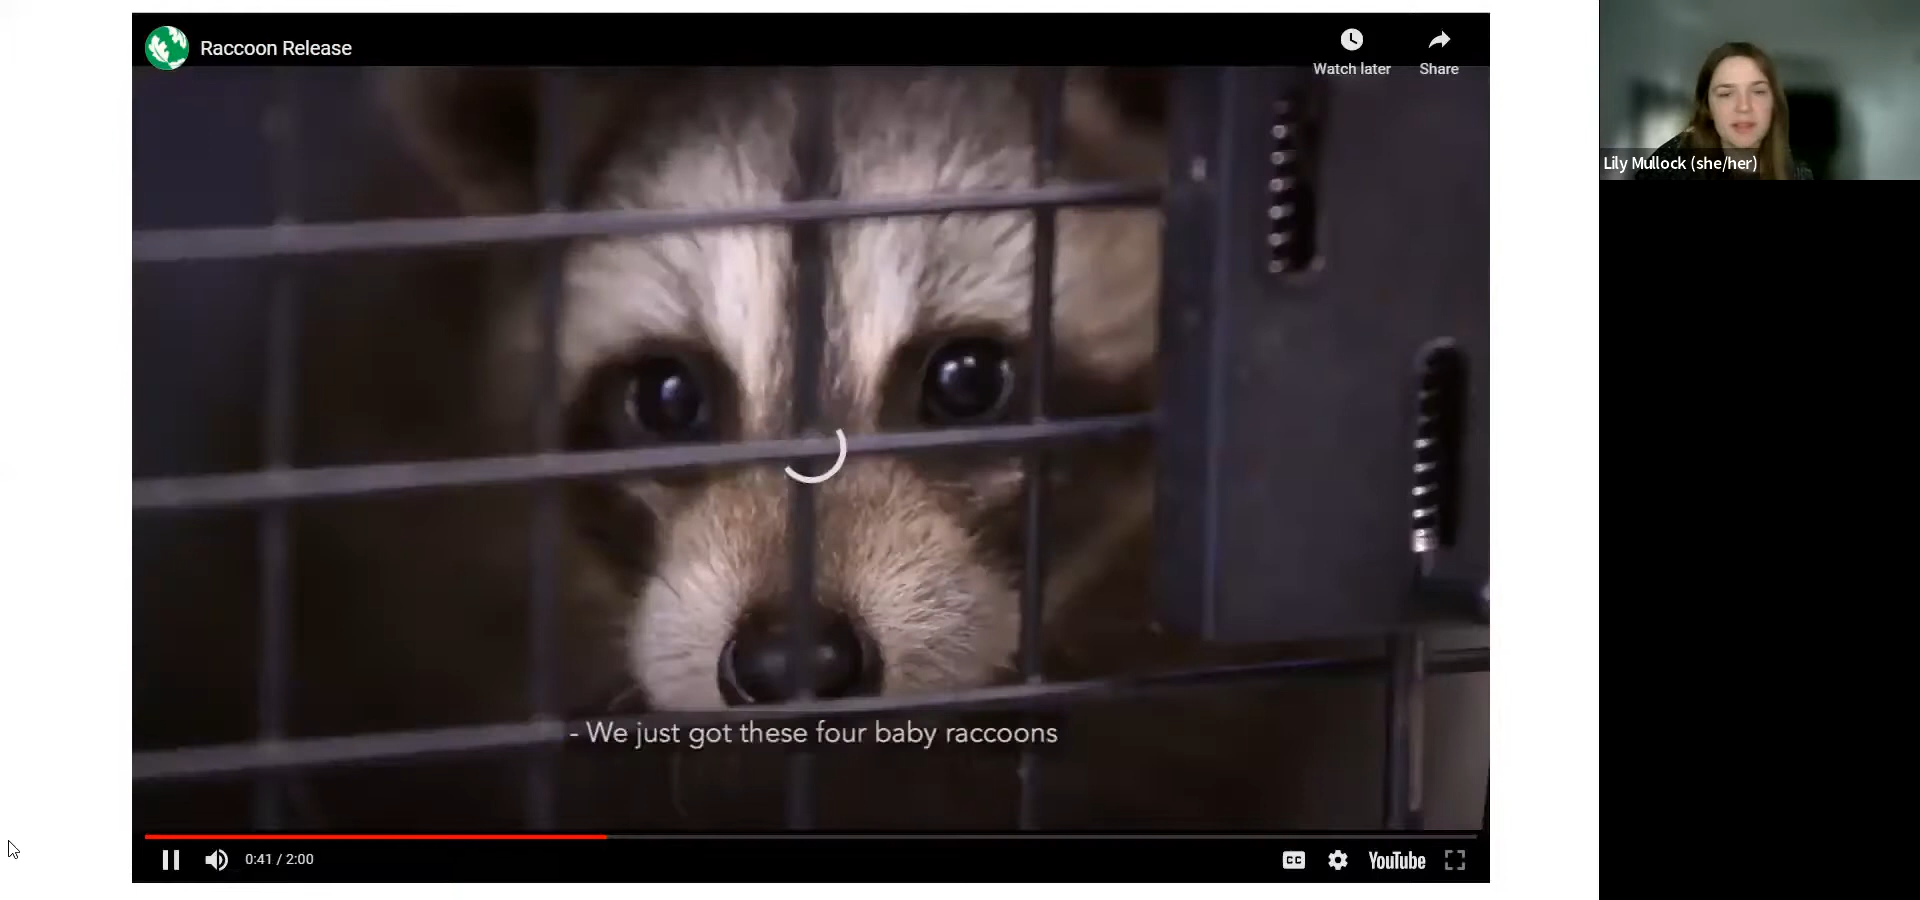 Raccoon Release
Watch later
Share
Lily Mullock (she/her)
- We just got these four baby raccoons
0:41 / 2:00
CC
YouTube